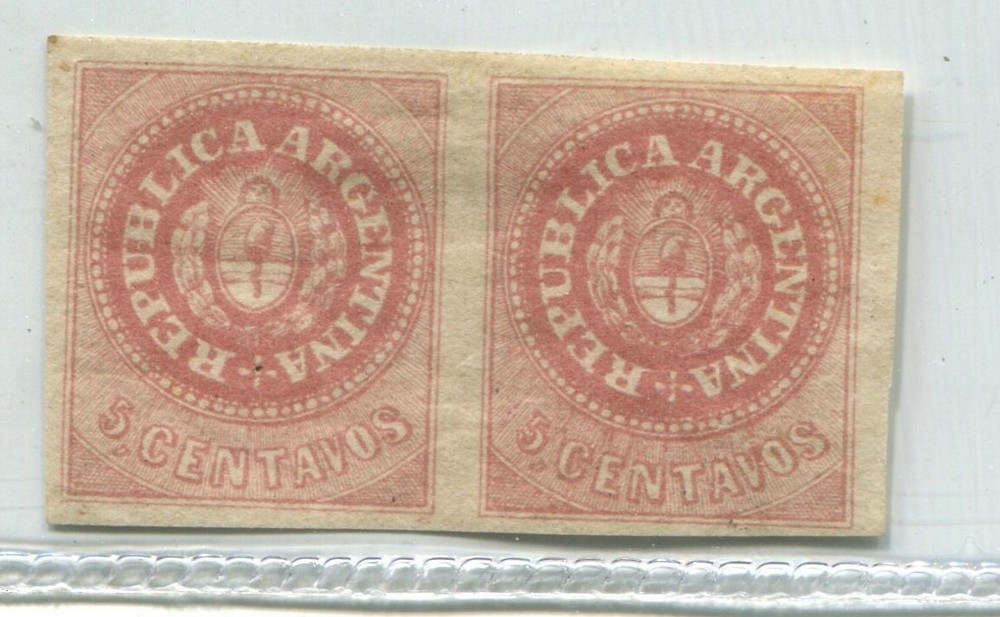 REPUBLICA ARGENTINA
5, CENTAVOS
REPUBLICA ARGENTINA
5, CENTAVOS